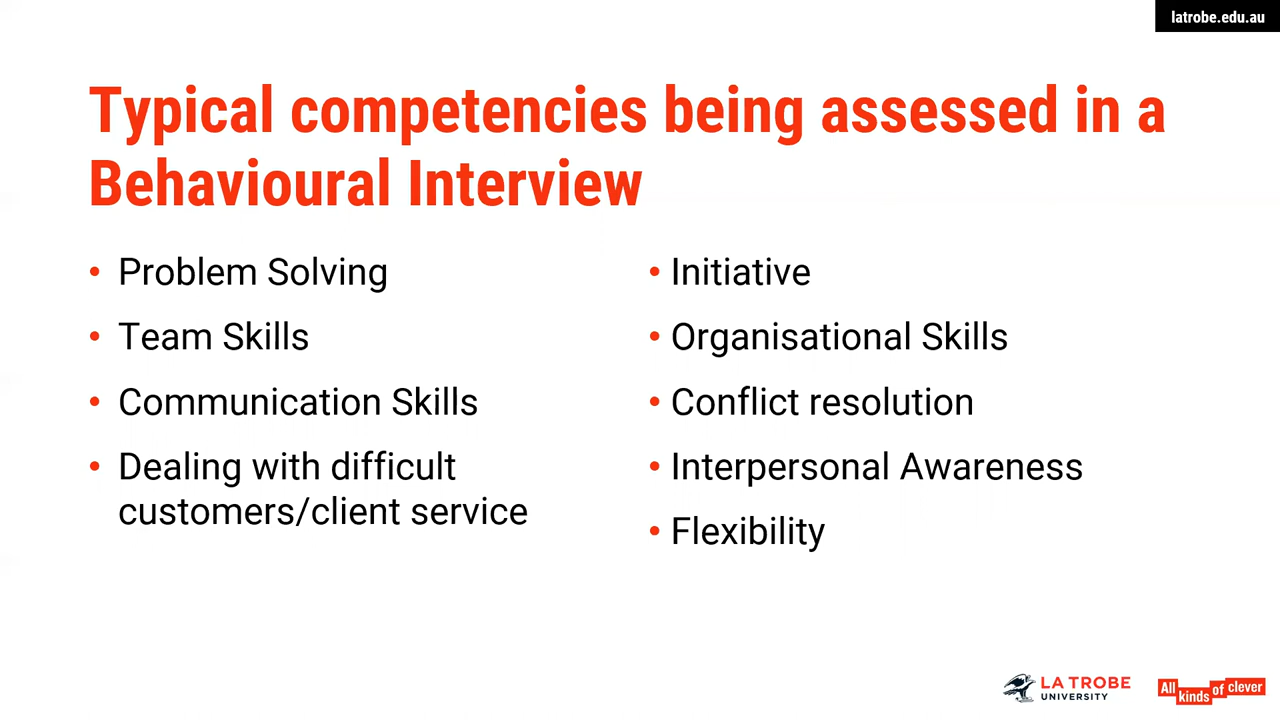 latrobe.edu.au
Typical competencies being assessed in a
Behavioural Interview
• Problem Solving
• Team Skills
• Communication Skills
• Dealing with difficult
customers/client service
• Initiative
• Organisational Skills
• Conflict resolution
• Interpersonal Awareness
• Flexibility
LA TROBE
UNIVERSITY
All kinds of clever